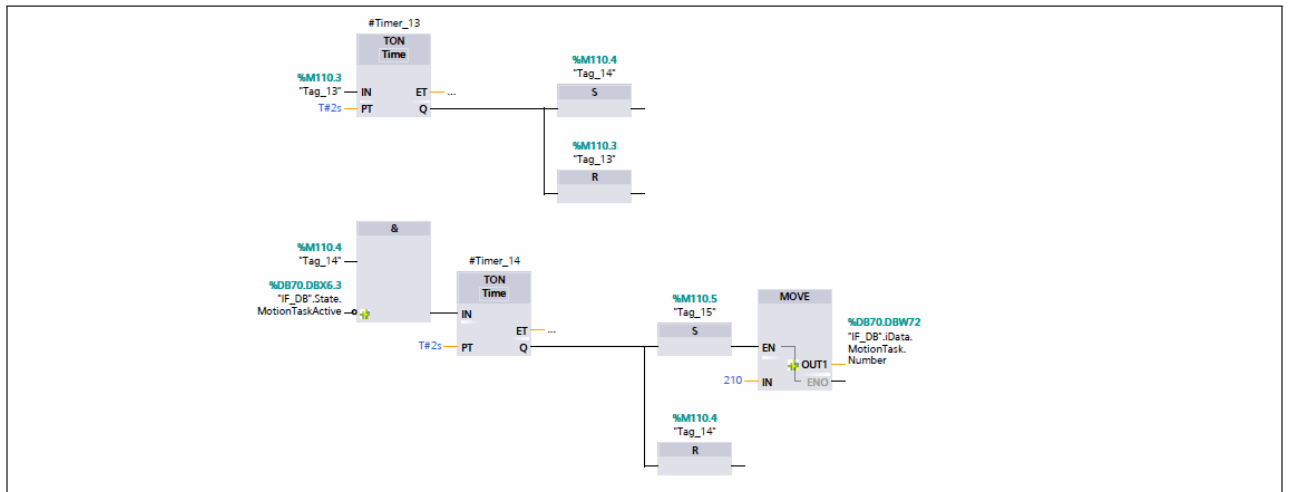 #Timer_13
TON
Time
%M110.3
"Tag_13" IN ET ...
T#2s PT Q
%M110.4
"Tag_14"
S
%M110.3
"Tag_13"
R
&
%M110.4
"Tag_14"
%DB70.DBX6.3
"IF_DB".State.
MotionTaskActive
#Timer_14
TON
Time
IN
ET ...
T#2s PT Q
%M110.5
"Tag_15"
S
MOVE
EN
%DB70.DBW72
"IF_DB".iData.
MotionTask.
Number
OUT1
210 IN ENO
%M110.4
"Tag_14"
R